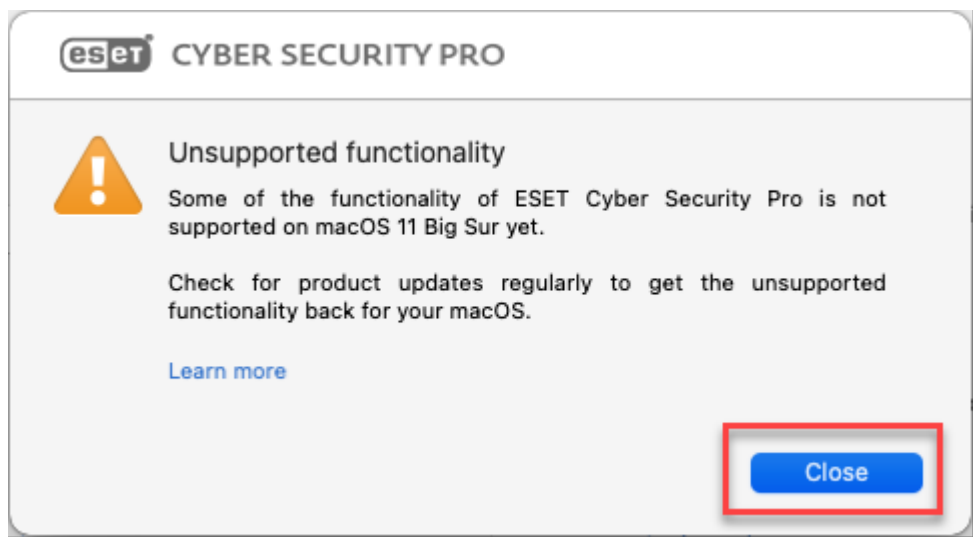 eset CYBER SECURITY PRO
Unsupported functionality
Some of the functionality of ESET Cyber Security Pro is not
supported on macOS 11 Big Sur yet.
Check for product updates regularly to get the unsupported
functionality back for your macOS.
Learn more
Close